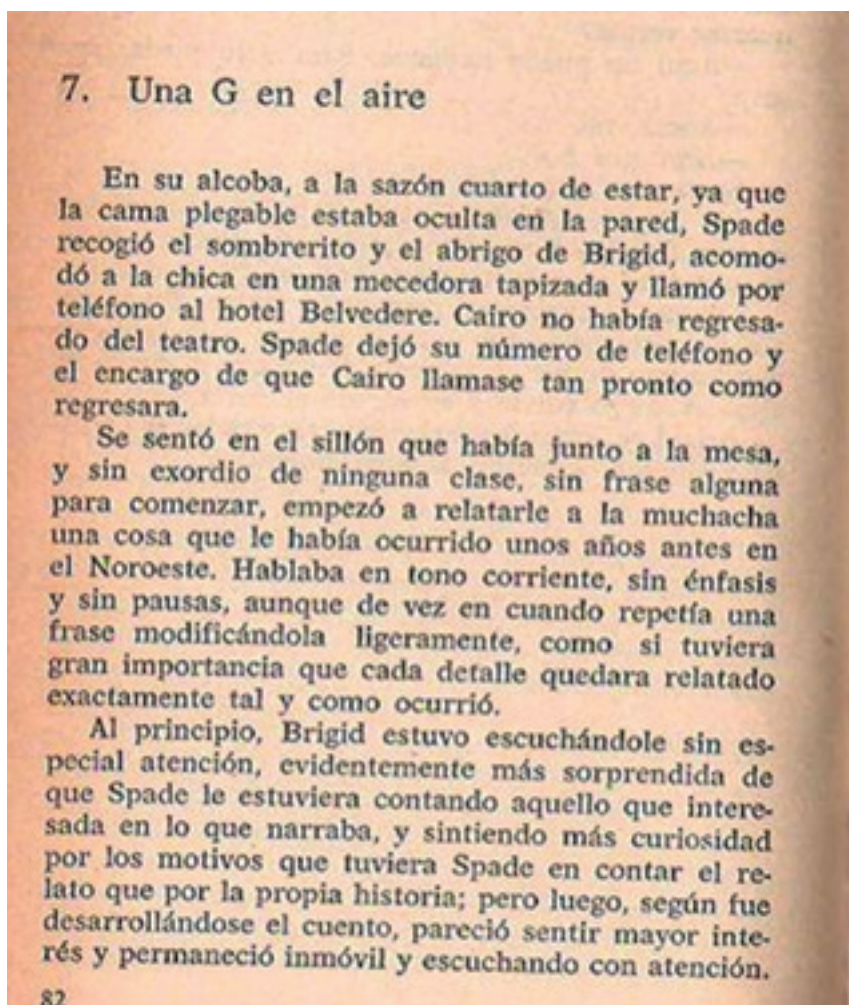 7. Una G en el aire
En su alcoba, a la sazón cuarto de estar, ya que
la cama plegable estaba oculta en la pared, Spade
recogió el sombrerito y el abrigo de Brigid, acomo-
dó a la chica en una mecedora tapizada y llamó por
teléfono al hotel Belvedere. Cairo no había regresa-
do del teatro. Spade dejó su número de teléfono y
el encargo de que Cairo llamase tan pronto como
regresara.
Se sentó en el sillón que había junto a la mesa,
y sin exordio de ninguna clase, sin frase alguna
para comenzar, empezó a relatarle a la muchacha
una cosa que le había ocurrido unos años antes en
el Noroeste. Hablaba en tono corriente, sin énfasis
y sin pausas, aunque de vez en cuando repetía una
frase modificándola ligeramente, como si tuviera
gran importancia que cada detalle quedara relatado
exactamente tal y como ocurrió.
Al principio, Brigid estuvo escuchándole sin es-
pecial atención, evidentemente más sorprendida de
que Spade le estuviera contando aquello que intere-
sada en lo que narraba, y sintiendo más curiosidad
por los motivos que tuviera Spade en contar el re-
lato que por la propia historia; pero luego, según fue
desarrollándose el cuento, pareció sentir mayor inte-
rés y permaneció inmóvil y escuchando con atención.
82